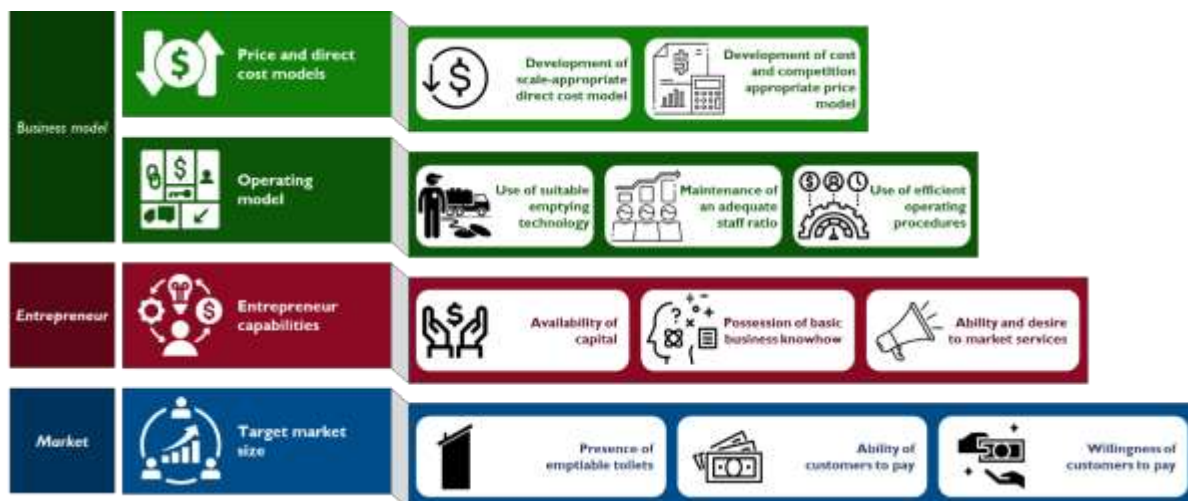 Business model
Price and direct
cost models
Development of
scale-appropriate
direct cost model
Development of cost
and competition
appropriate price
model
Operating
model
Use of suitable
emptying
technology
Maintenance of
an adequate
staff ratio
Use of efficient
operating
procedures
Entrepreneur
Entrepreneur
capabilities
Availability of
capital
Possession of basic
business knowhow
Ability and desire
to market services
Market
Target market
size
Presence of
emptiable toilets
Ability of
customers to pay
Willingness of
customers to pay